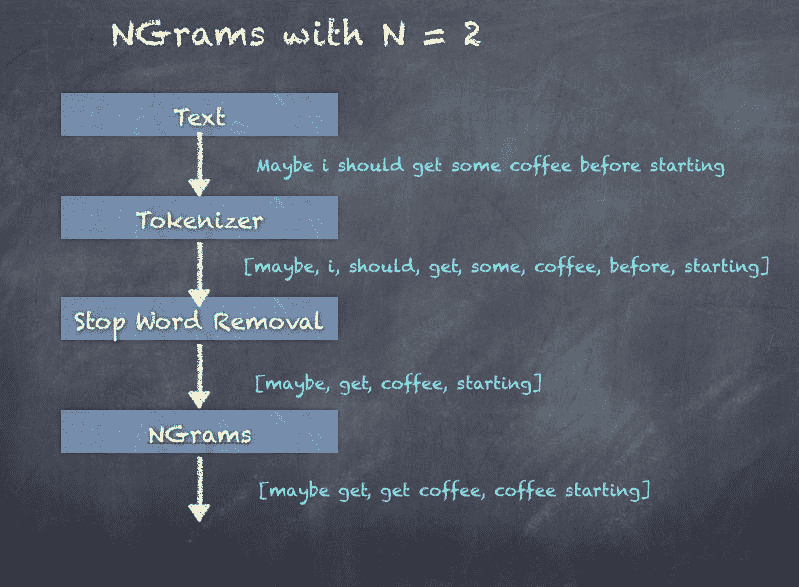 NGrams with N = 2
Text
Maybe i should get some coffee before starting
Tokenizer
[maybe, i, should, get, some, coffee, before, starting]
Stop Word Removal
[maybe, get, coffee, starting]
NGrams
[maybe get, get coffee, coffee starting]